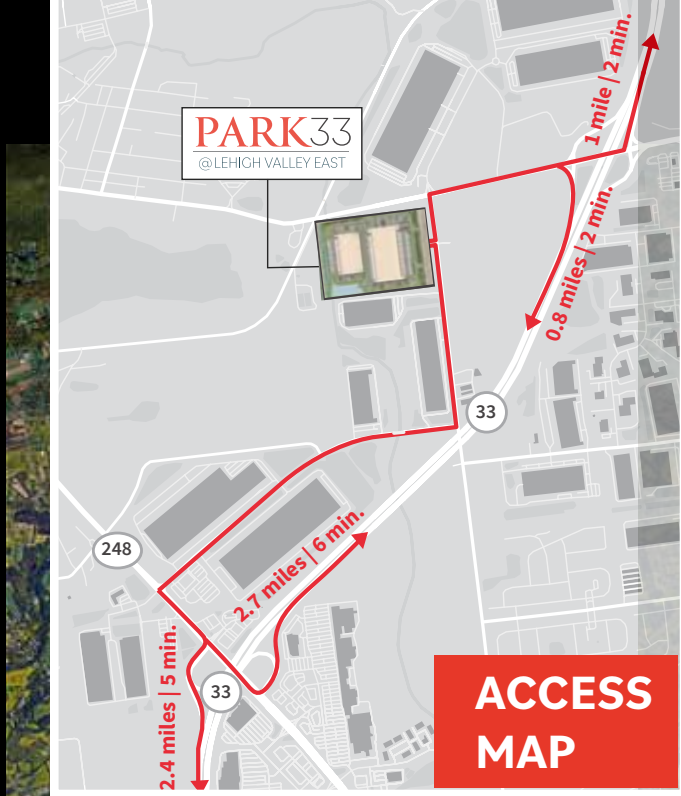 1 mile | 2 min.
PARK33
@LEHIGH VALLEY EAST
0.8 miles | 2 min.
33
248
2.7 miles | 6 min.
2.4 miles | 5 min.
33
ACCESS
MAP